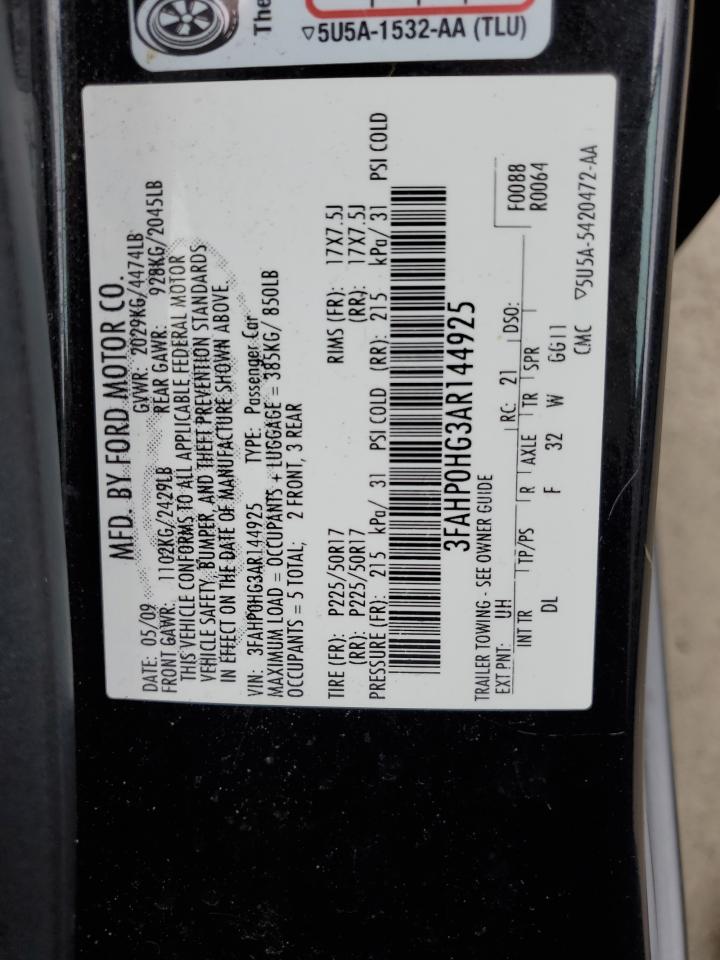 The
▽5U5A-1532-AA (TLU)
MFD. BY FORD MOTOR CO.
DATE: 05/09 GVWR: 2029KG/4474LB
FRONT GAWR: 1102KG/2429LB REAR GAWR: 928KG/2045LB
THIS VEHICLE CONFORMS TO ALL APPLICABLE FEDERAL MOTOR
VEHICLE SAFETY, BUMPER, AND THEFT PREVENTION STANDARDS
IN EFFECT ON THE DATE OF MANUFACTURE SHOWN ABOVE.
VIN: 3FAHP0HG3AR144925 TYPE: Passenger Car
MAXIMUM LOAD = OCCUPANTS + LUGGAGE = 385KG/ 850LB
OCCUPANTS = 5 TOTAL; 2 FRONT, 3 REAR
TIRE (FR): P225/50R17 RIMS (FR): 17X7.5J
(RR): P225/50R17 (RR): 17X7.5J
PRESSURE (FR): 215 kPa/ 31 PSI COLD (RR): 215 kPa/ 31 PSI COLD
3FAHP0HG3AR144925
TRAILER TOWING - SEE OWNER GUIDE
EXT PNT: UH RC: 21 DSO: F0088
R0064
INT TR TP/PS R AXLE TR SPR
DL F 32 W GG11
CMC ▽5U5A-5420472-AA